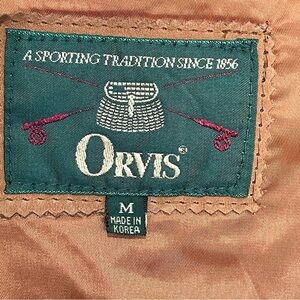 A SPORTING TRADITION SINCE 1856
ORVIS®
M
MADE IN
KOREA